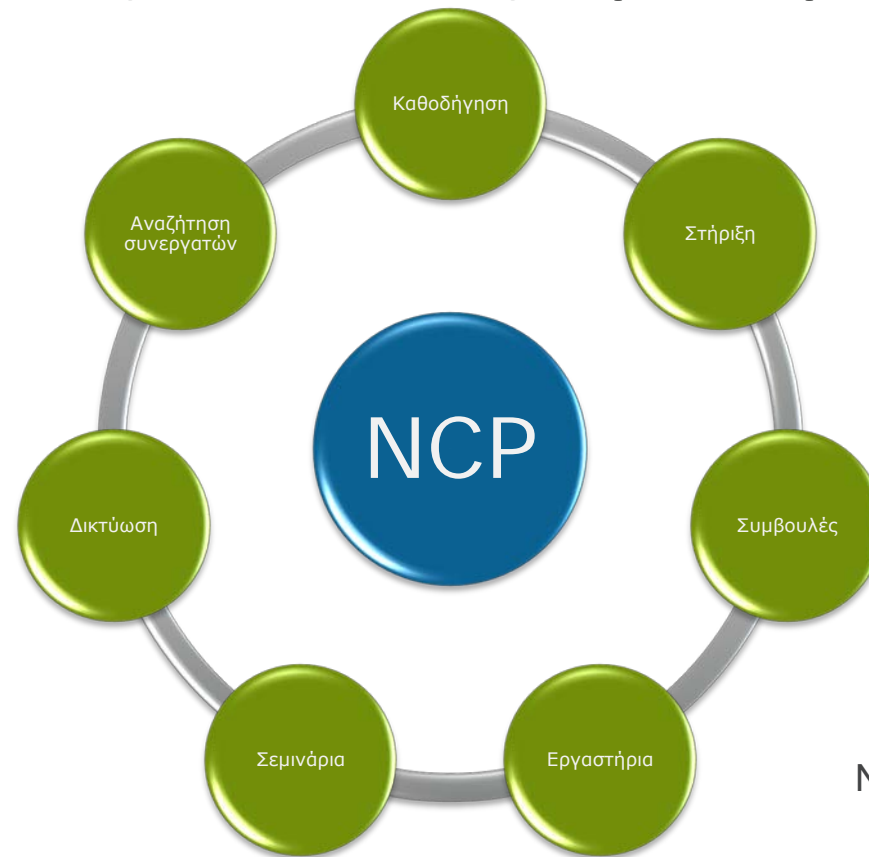 Καθοδήγηση
Στήριξη
Συμβουλές
Εργαστήρια
Σεμινάρια
Δικτύωση
Αναζήτηση
συνεργατών
NCP